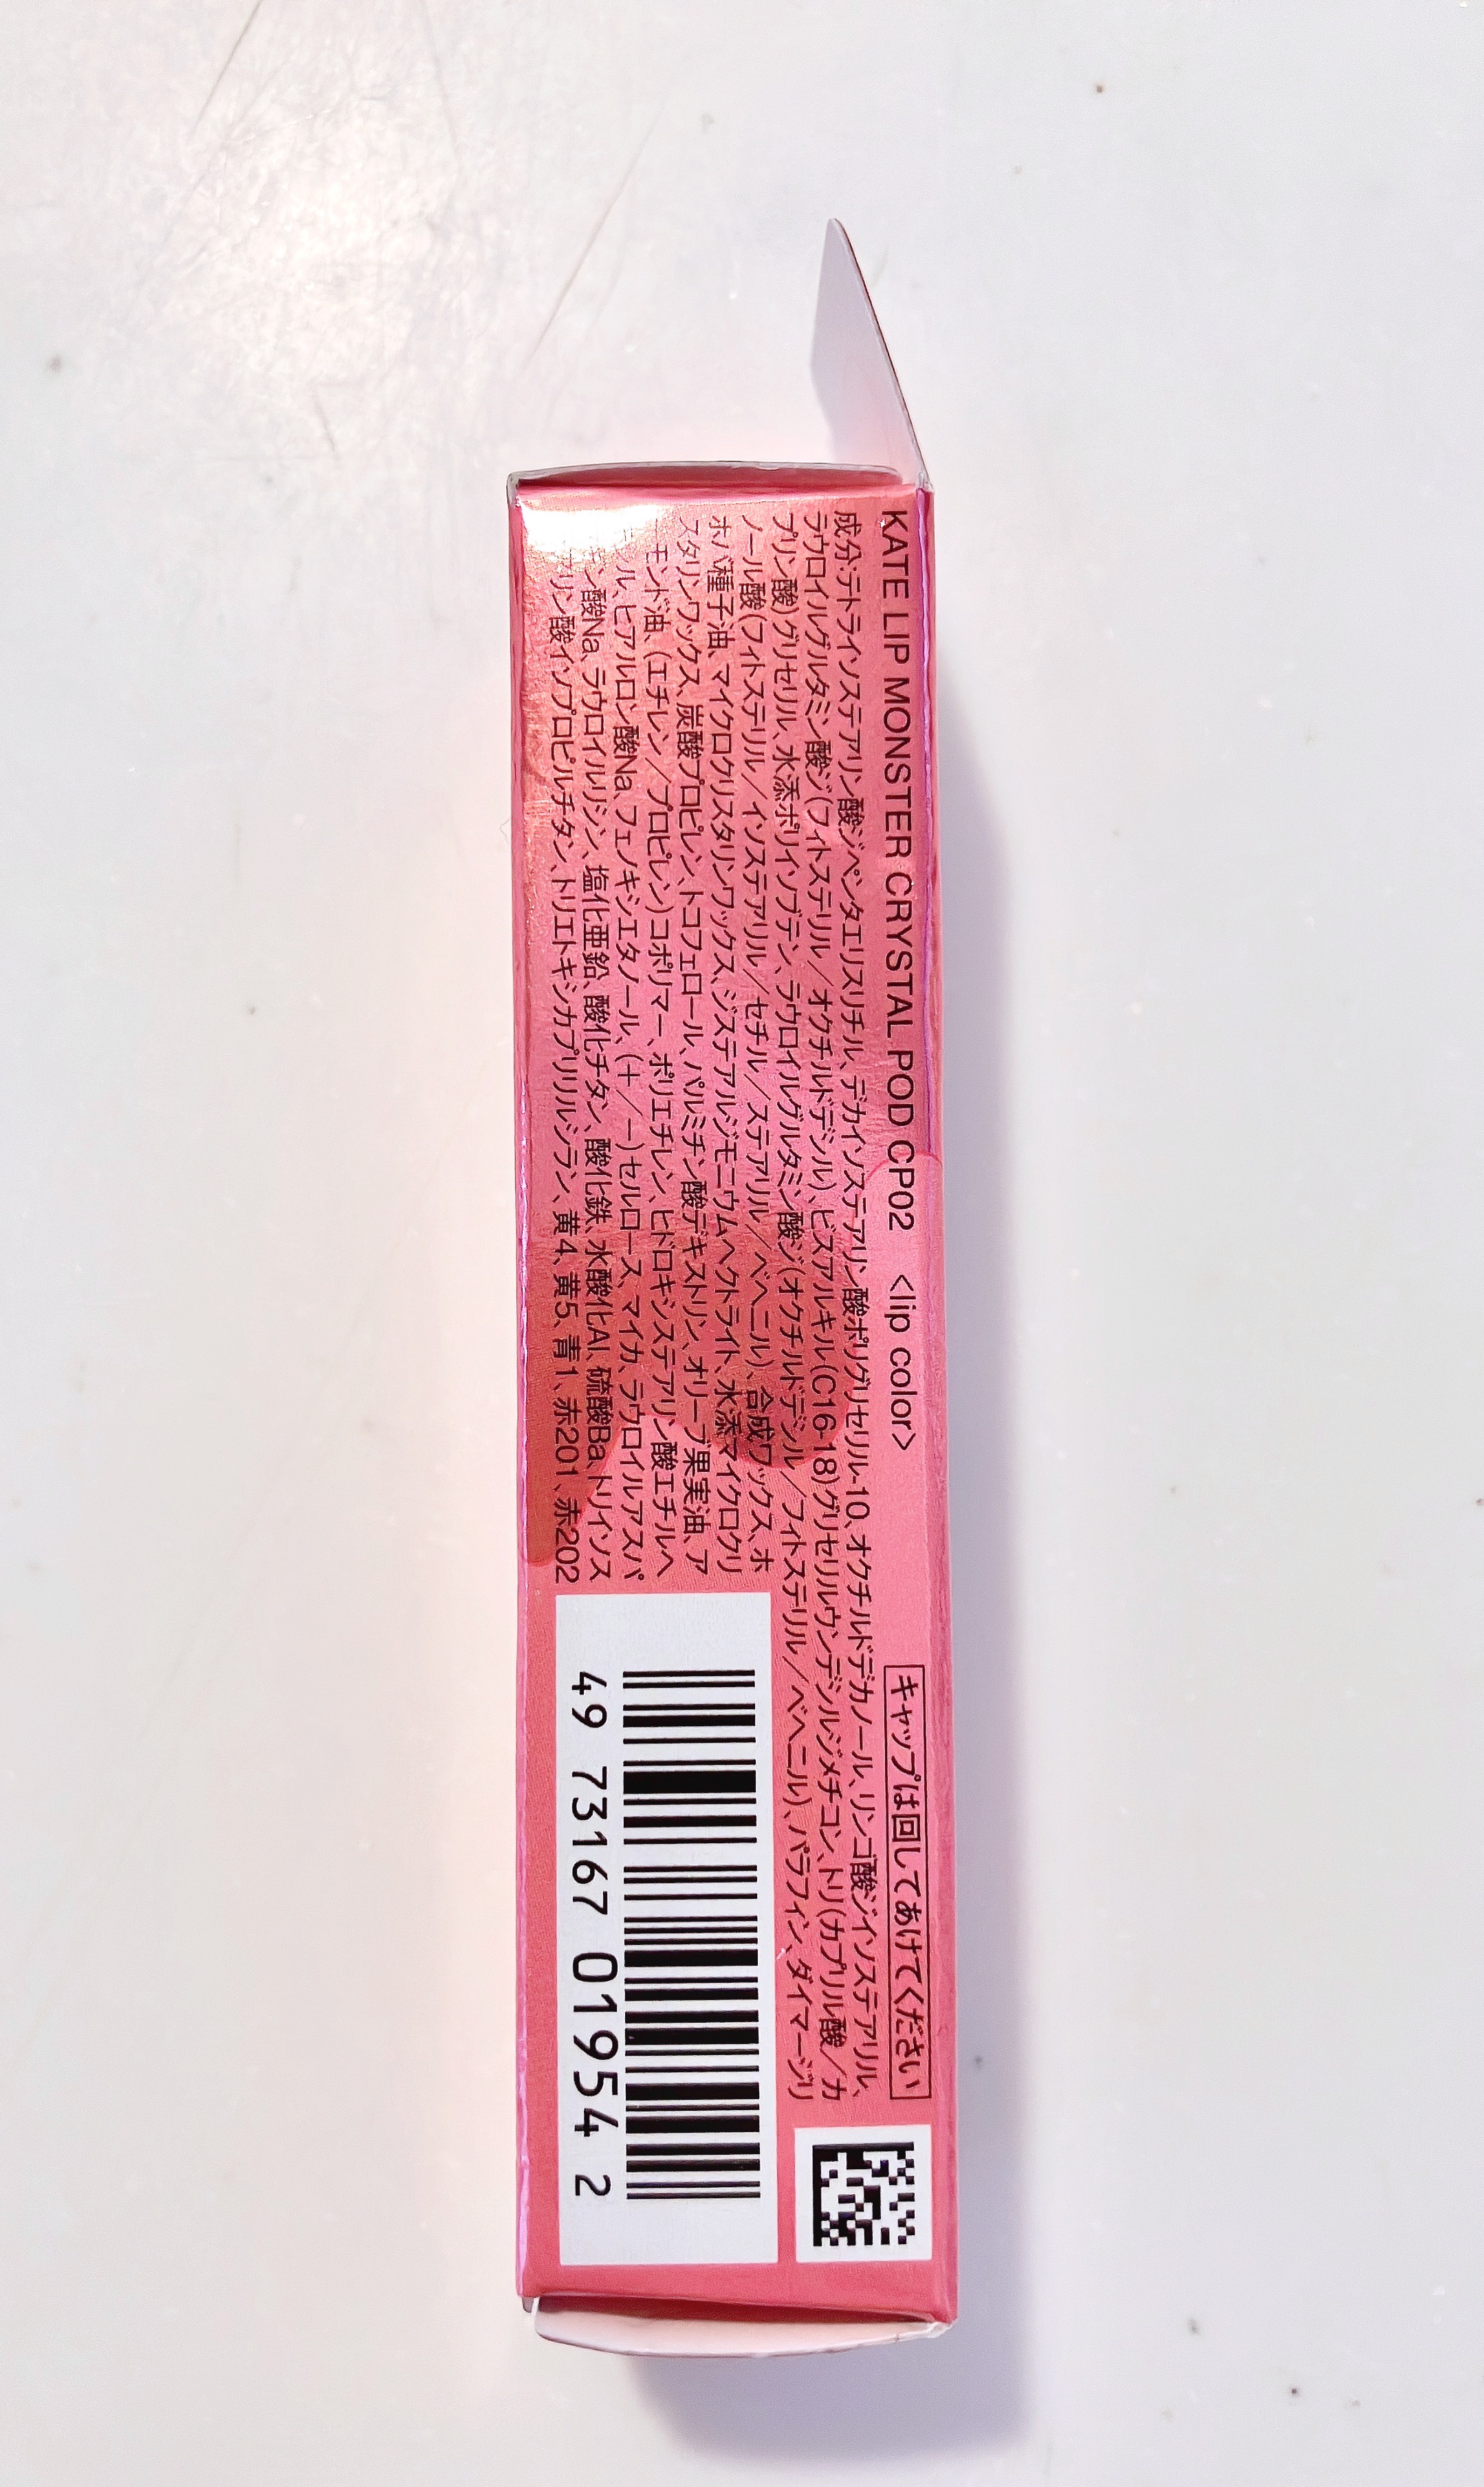 KATE LIP MONSTER CRYSTAL POD CP02 <lip color>
キャップは回してあけてください
成分:テトライソステアリン酸ジペンタエリスリチル、デカイソステアリン酸ポリグリセリル-10、オクチルドデカノール、リンゴ酸ジイソステアリル、
ラウロイルグルタミン酸ジ(フィトステリル/オクチルドデシル)、ビスアルキル(C16-18)グリセリルウンデシルジメチコン、トリ(カプリル酸/カ
プリン酸)グリセリル、水添ポリイソブテン、ラウロイルグルタミン酸ジ(オクチルドデシル/フィトステリル/ベヘニル)、パラフィン、ダイマージリ
ノール酸(フィトステリル/イソステアリル/セチル/ステアリル/ベヘニル)、合成ワックス、ホ
ホバ種子油、マイクロクリスタリンワックス、ジステアルジモニウムヘクトライト、水添マイクロクリ
スタリンワックス、炭酸プロピレン、トコフェロール、パルミチン酸デキストリン、オリーブ果実油、ア
ーモンド油、(エチレン/プロピレン)コポリマー、ポリエチレン、ヒドロキシステアリン酸エチルヘ
シル、ヒアルロン酸Na、フェノキシエタノール、(+/-)セルロース、マイカ、ラウロイルアスパ
ギン酸Na、ラウロイルリシン、塩化亜鉛、酸化チタン、酸化鉄、水酸化Al、硫酸Ba、トリイソス
アリン酸イソプロピルチタン、トリエトキシカプリリルシラン、黄4、黄5、青1、赤201、赤202
49 73167 01954 2